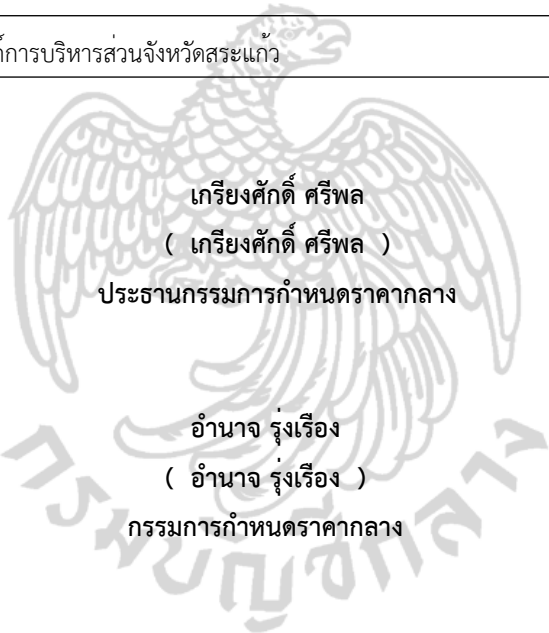 การบริหารส่วนจังหวัดสระแก้ว
เกรียงศักดิ์ ศรีพล
( เกรียงศักดิ์ ศรีพล )
ประธานกรรมการกำหนดราคากลาง
อำนาจ รุ่งเรือง
( อำนาจ รุ่งเรือง )
กรรมการกำหนดราคากลาง
กรมบัญชีกลาง